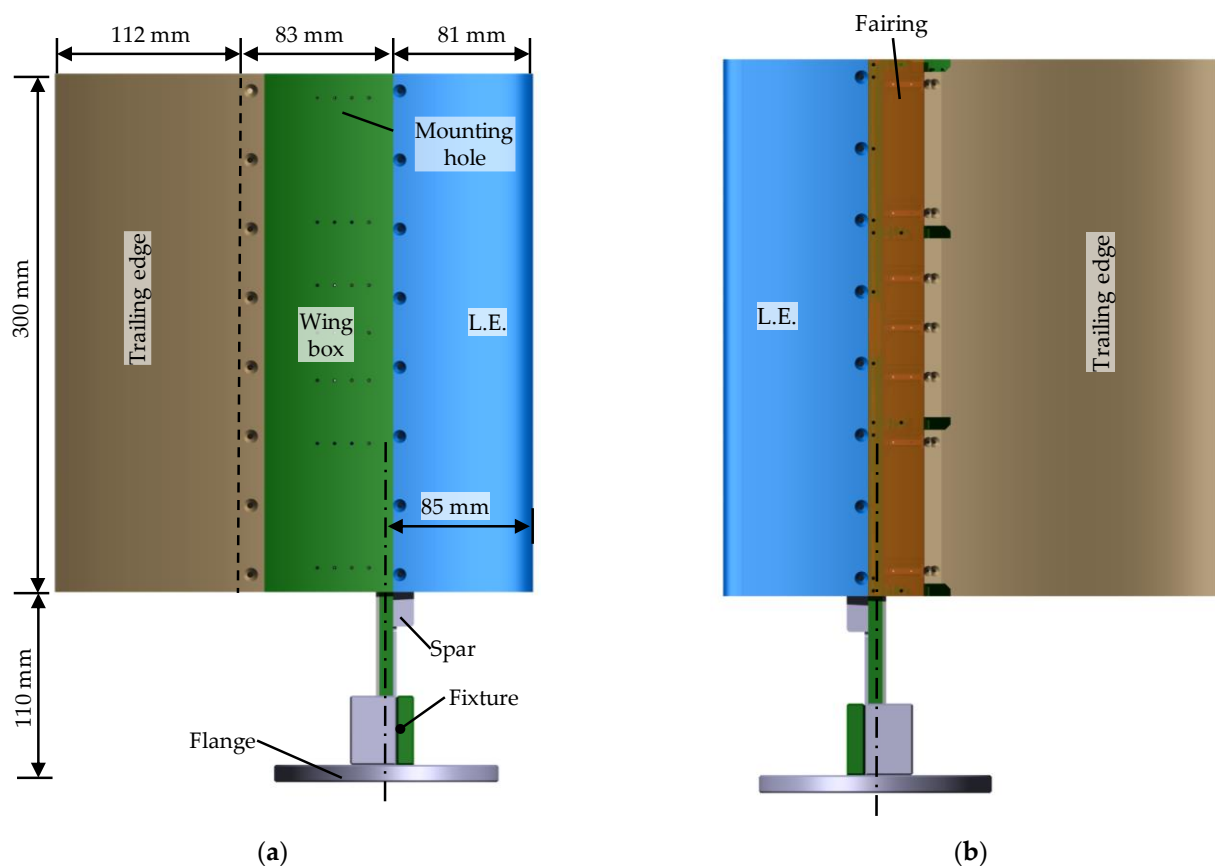 112 mm
83 mm
81 mm
Mounting
hole
300 mm
Trailing edge
Wing
box
L.E.
85 mm
110 mm
Spar
Fixture
Flange
(a)
Fairing
L.E.
Trailing edge
(b)